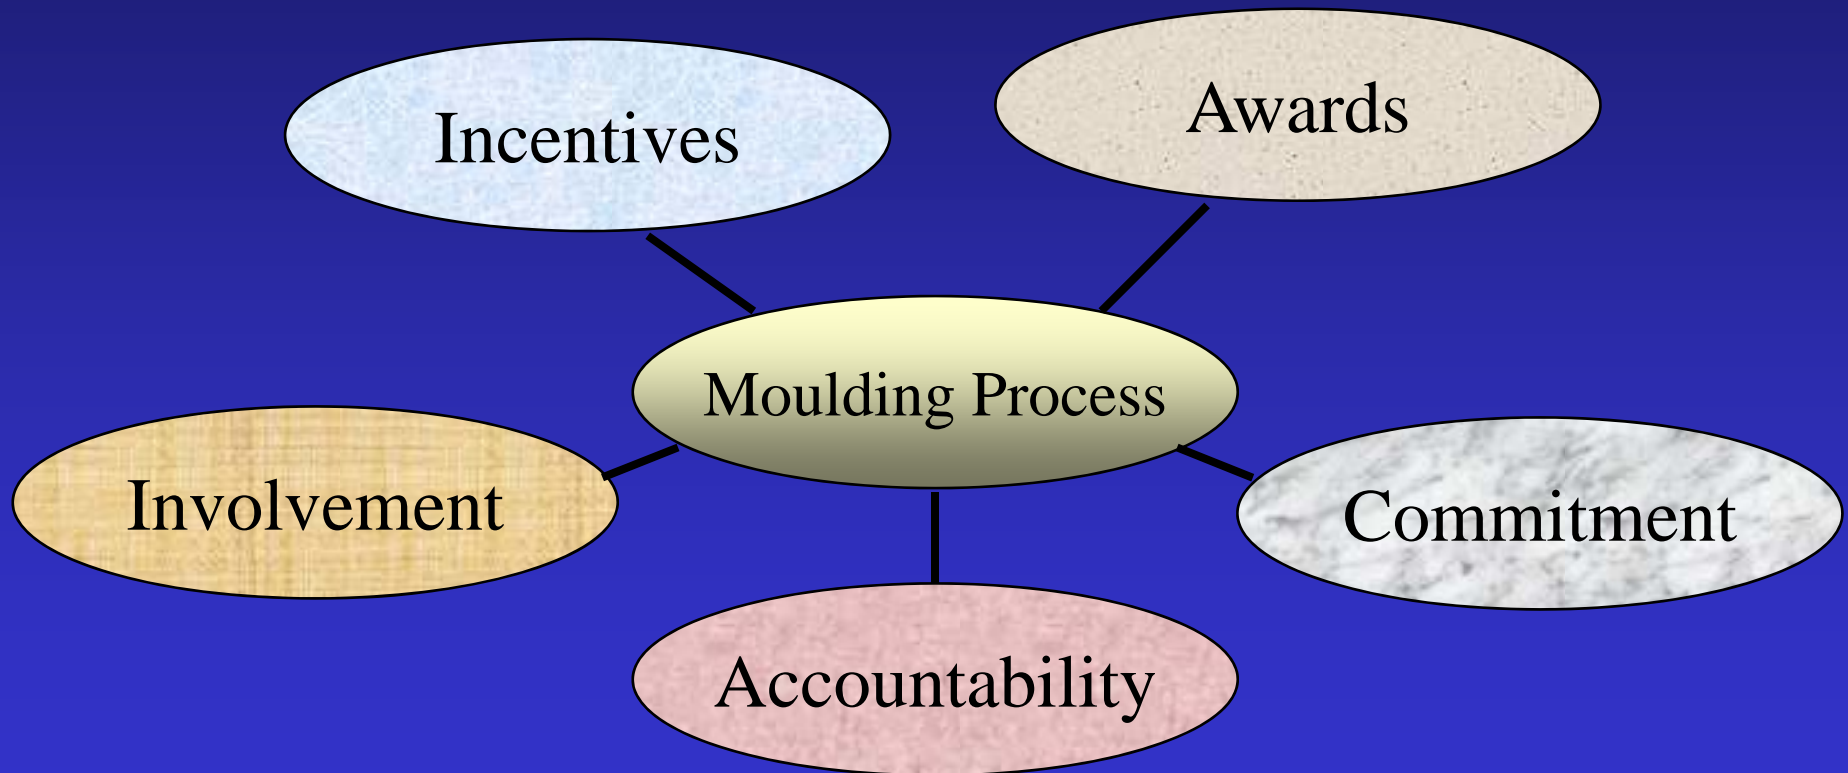 Incentives
Awards
Moulding Process
Involvement
Commitment
Accountability